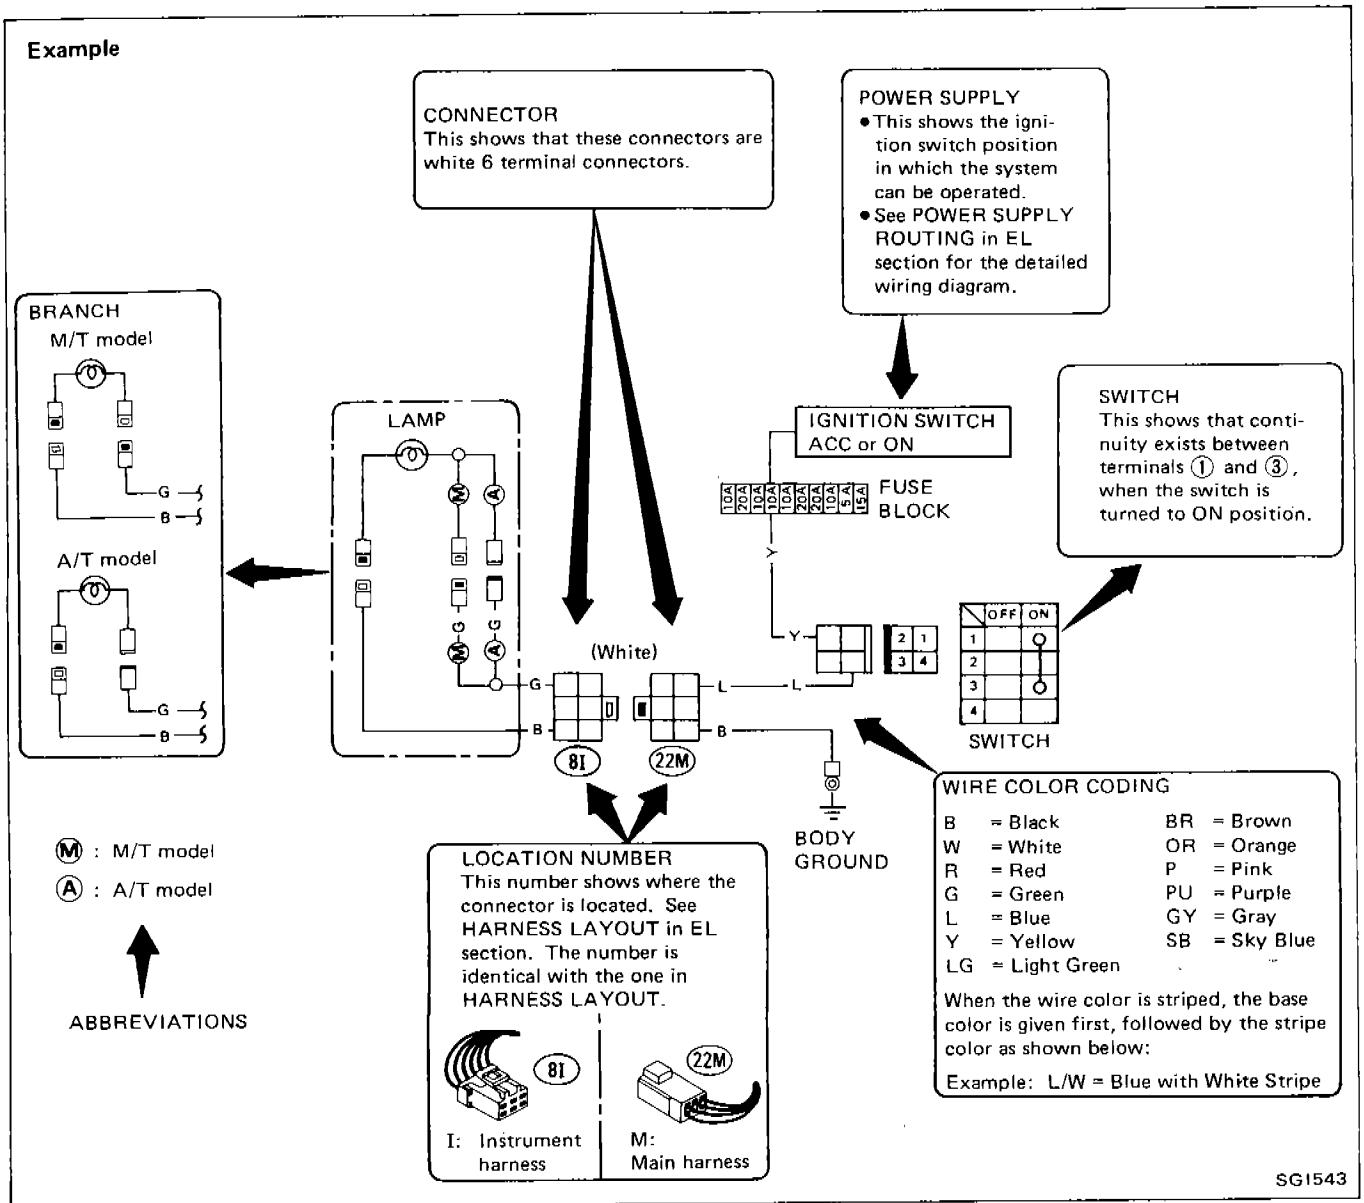 Example
CONNECTOR
This shows that these connectors are
white 6 terminal connectors.
POWER SUPPLY
• This shows the igni-
tion switch position
in which the system
can be operated.
• See POWER SUPPLY
ROUTING in EL
section for the detailed
wiring diagram.
BRANCH
M/T model
G
B
A/T model
G
B
LAMP
M
A
G
G
M
A
IGNITION SWITCH
ACC or ON
10A 20A 10A 10A 10A 20A 20A 10A 5A 15A
FUSE
BLOCK
SWITCH
This shows that conti-
nuity exists between
terminals ① and ③,
when the switch is
turned to ON position.
Y
Y
2 1
3 4
OFF ON
1
2
3
4
SWITCH
(White)
G
B
L
L
B
8I
22M
BODY
GROUND
M : M/T model
A : A/T model
ABBREVIATIONS
LOCATION NUMBER
This number shows where the
connector is located. See
HARNESS LAYOUT in EL
section. The number is
identical with the one in
HARNESS LAYOUT.
8I
22M
I: Instrument
harness
M:
Main harness
WIRE COLOR CODING
B = Black
W = White
R = Red
G = Green
L = Blue
Y = Yellow
LG = Light Green
BR = Brown
OR = Orange
P = Pink
PU = Purple
GY = Gray
SB = Sky Blue
When the wire color is striped, the base
color is given first, followed by the stripe
color as shown below:
Example: L/W = Blue with White Stripe
SG1543